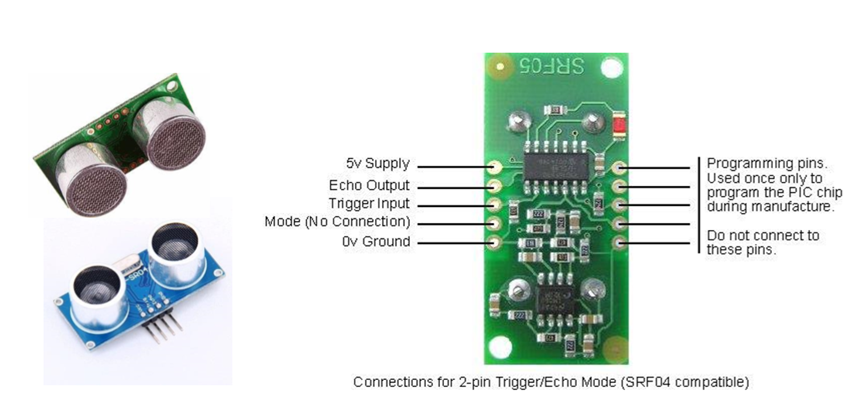 SRF05
5v Supply
Echo Output
Trigger Input
Mode (No Connection)
0v Ground
Programming pins.
Used once only to
program the PIC chip
during manufacture.
Do not connect to
these pins.
-SR04
Connections for 2-pin Trigger/Echo Mode (SRF04 compatible)